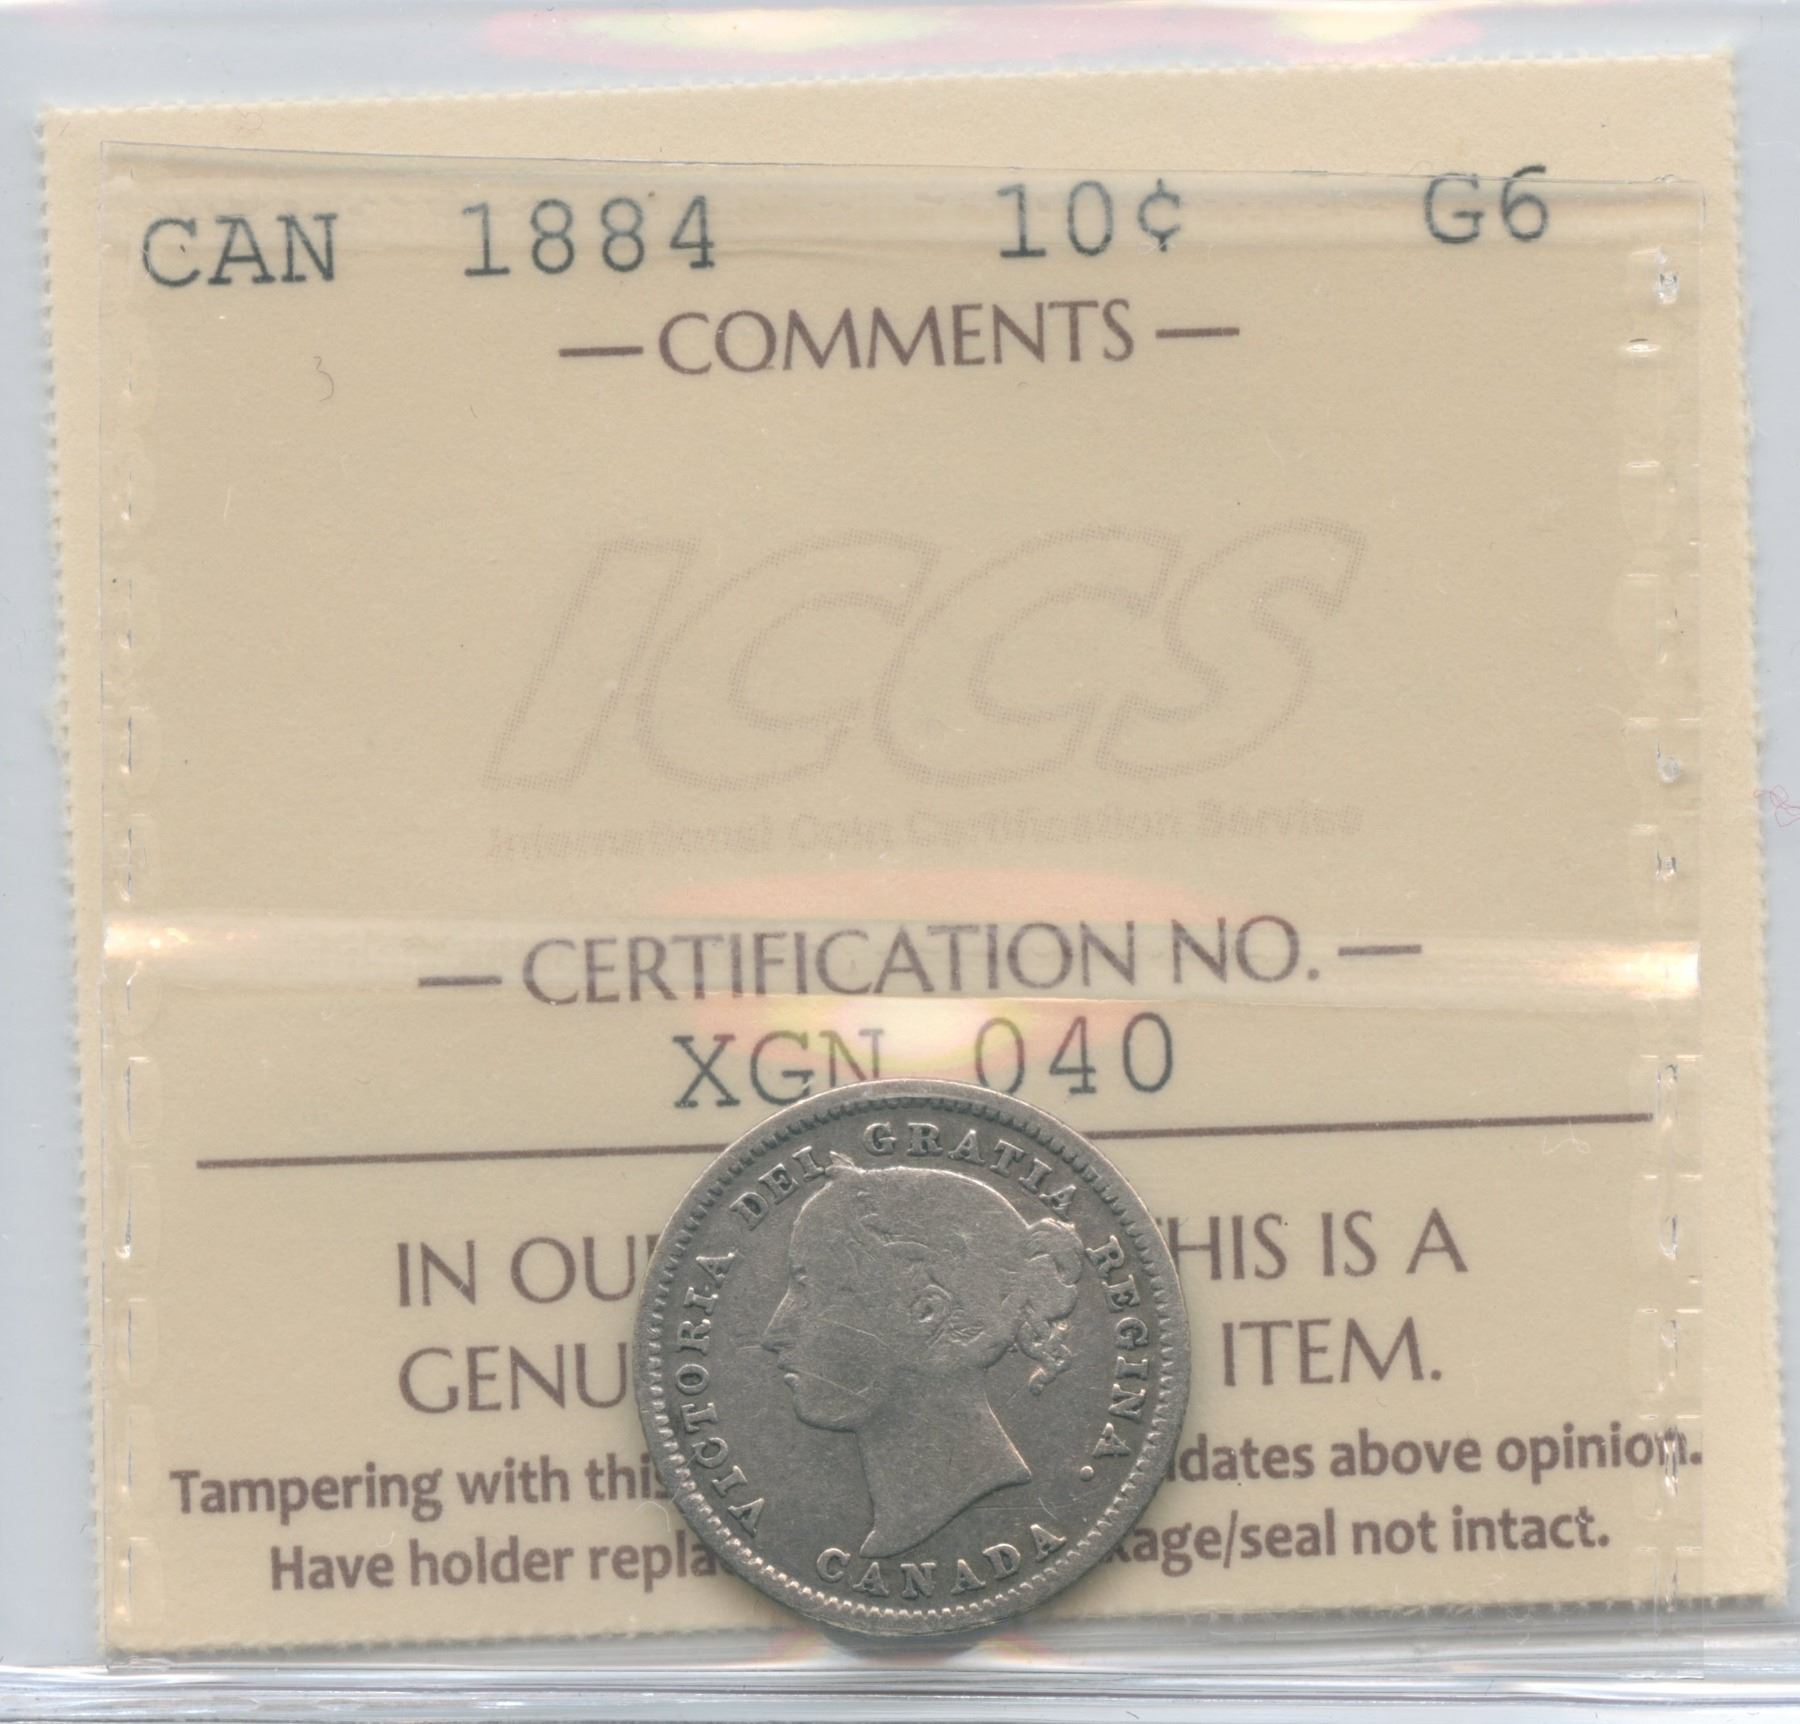 CAN 1884 10¢ G6
— COMMENTS —
ICCS
International Coin Certification Service
— CERTIFICATION NO. —
XGN 040
IN OU HIS IS A
GENU ITEM.
Tampering with this dates above opinion.
Have holder repla kage/seal not intact.
VICTORIA DEI GRATIA REGINA.
CANADA